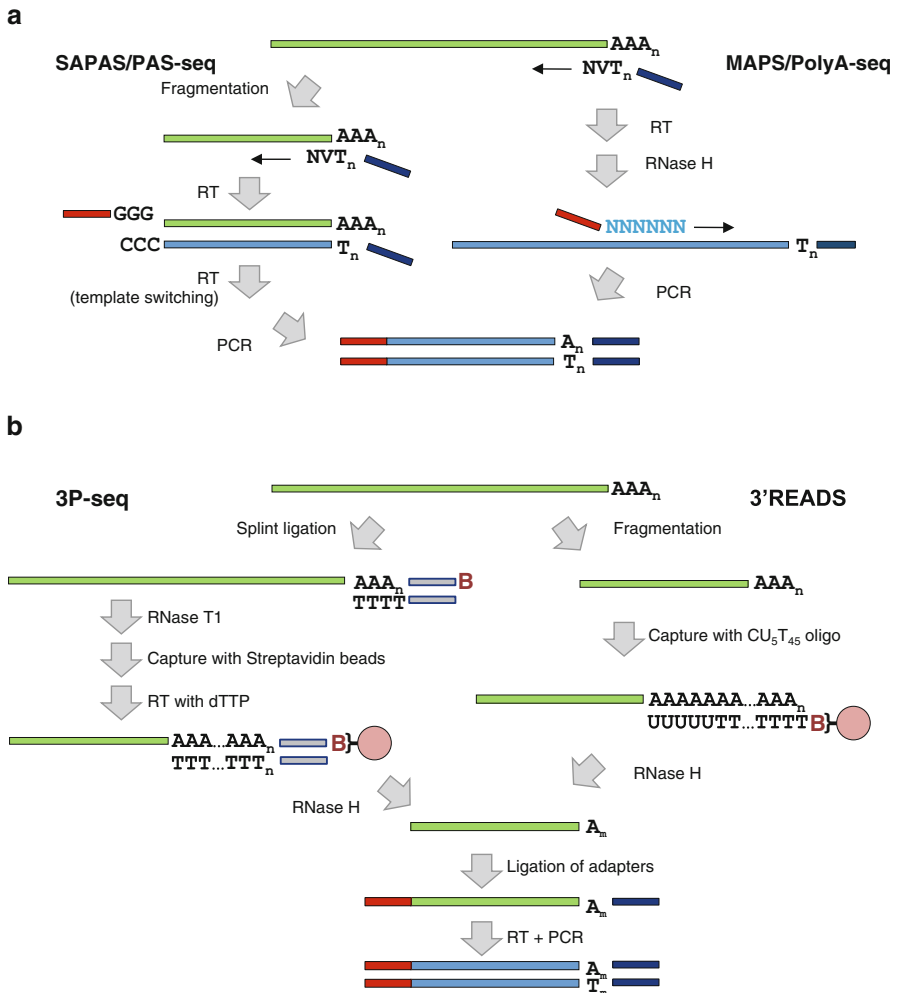 a
SAPAS/PAS-seq
AAAn
MAPS/PolyA-seq
NVTn
Fragmentation
AAAn
NVTn
RT
RNase H
RT
GGG
AAAn
CCC
Tn
NNNNNN
Tn
RT
(template switching)
PCR
PCR
An
Tn
b
3P-seq
AAAn
3'READS
Splint ligation
Fragmentation
AAAn
B
TTTT
AAAn
RNase T1
Capture with CU5T45 oligo
Capture with Streptavidin beads
RT with dTTP
AAAAAAA...AAAn
UUUUUTT...TTTTB}
AAA...AAAn
B}
TTT...TTTn
RNase H
RNase H
Am
Ligation of adapters
Am
RT + PCR
Am
Tm